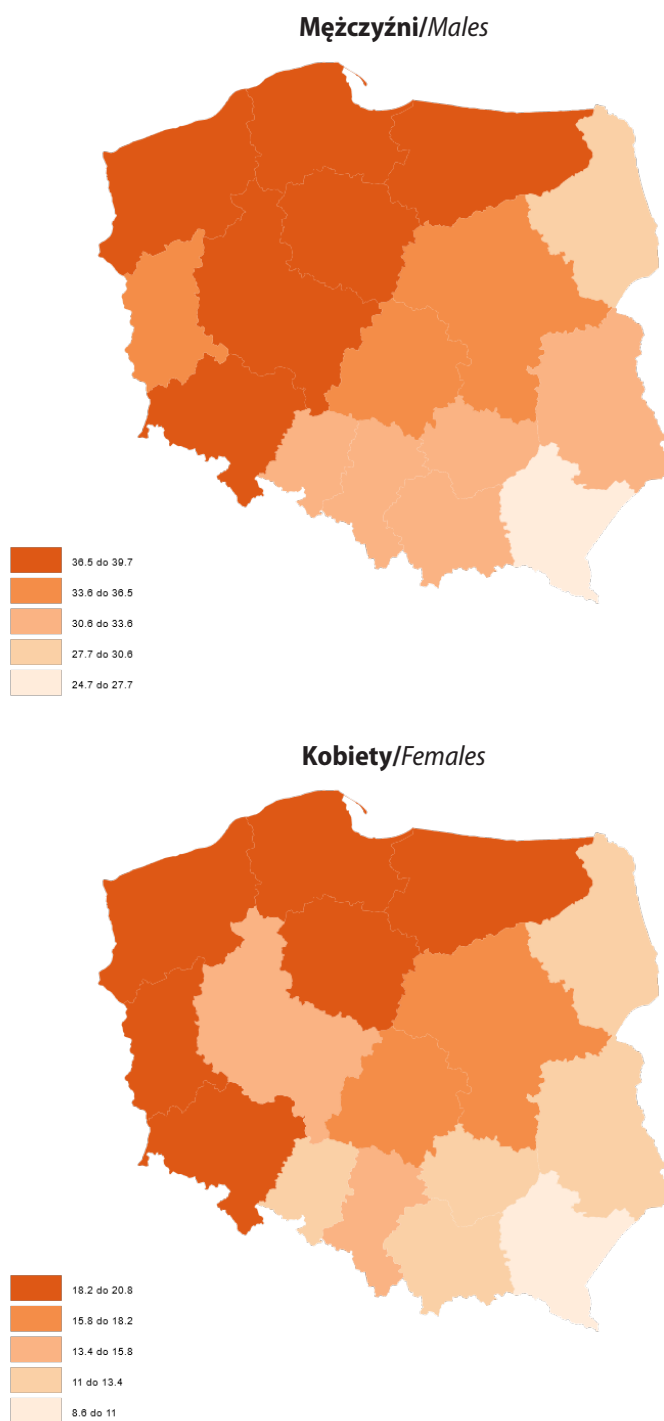 Mężczyźni/Males
36.5 do 39.7
33.6 do 36.5
30.6 do 33.6
27.7 do 30.6
24.7 do 27.7
Kobiety/Females
18.2 do 20.8
15.8 do 18.2
13.4 do 15.8
11 do 13.4
8.6 do 11